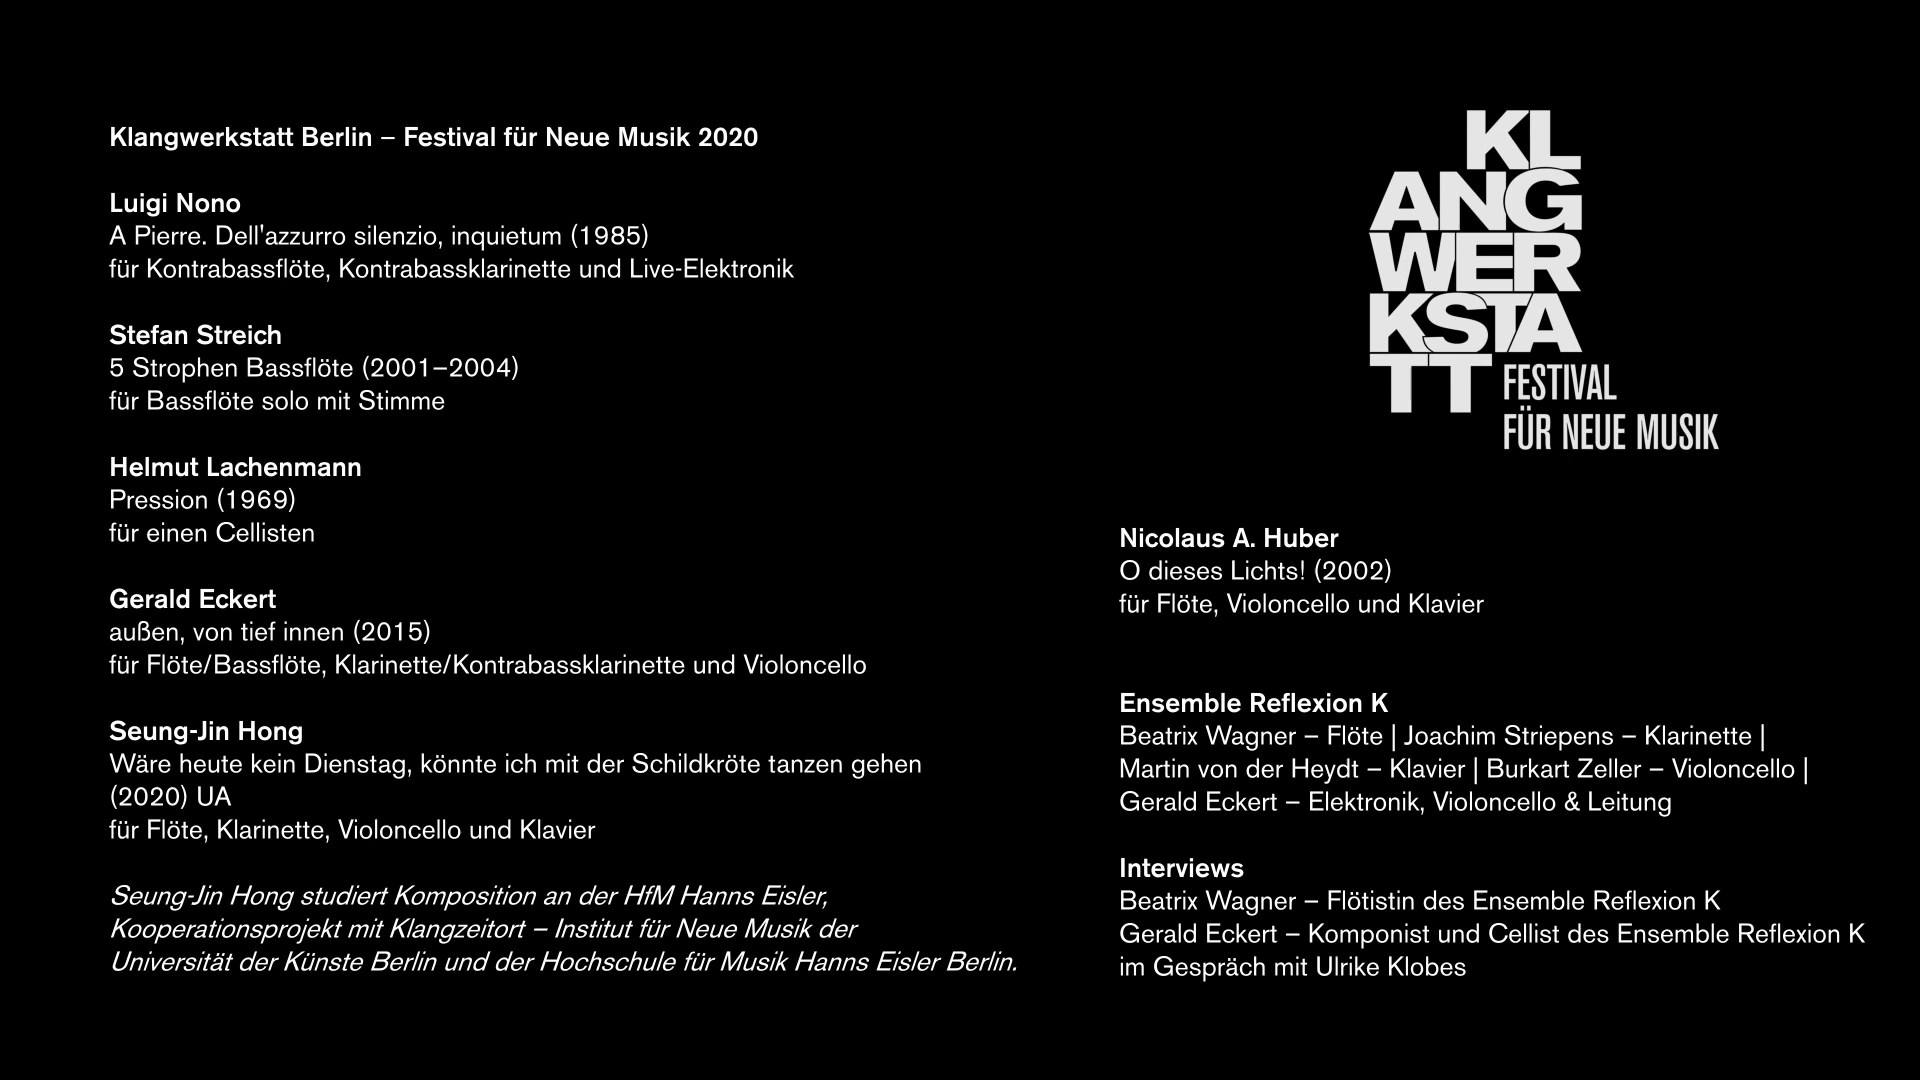 Klangwerkstatt Berlin – Festival für Neue Musik 2020
Luigi Nono
A Pierre. Dell'azzurro silenzio, inquietum (1985)
für Kontrabassflöte, Kontrabassklarinette und Live-Elektronik
Stefan Streich
5 Strophen Bassflöte (2001–2004)
für Bassflöte solo mit Stimme
Helmut Lachenmann
Pression (1969)
für einen Cellisten
Gerald Eckert
außen, von tief innen (2015)
für Flöte/Bassflöte, Klarinette/Kontrabassklarinette und Violoncello
Seung-Jin Hong
Wäre heute kein Dienstag, könnte ich mit der Schildkröte tanzen gehen
(2020) UA
für Flöte, Klarinette, Violoncello und Klavier
Seung-Jin Hong studiert Komposition an der HfM Hanns Eisler,
Kooperationsprojekt mit Klangzeitort – Institut für Neue Musik der
Universität der Künste Berlin und der Hochschule für Musik Hanns Eisler Berlin.
KL
ANG
WER
KSTA
TT
FESTIVAL
FÜR NEUE MUSIK
Nicolaus A. Huber
O dieses Lichts! (2002)
für Flöte, Violoncello und Klavier
Ensemble Reflexion K
Beatrix Wagner – Flöte | Joachim Striepens – Klarinette |
Martin von der Heydt – Klavier | Burkart Zeller – Violoncello |
Gerald Eckert – Elektronik, Violoncello & Leitung
Interviews
Beatrix Wagner – Flötistin des Ensemble Reflexion K
Gerald Eckert – Komponist und Cellist des Ensemble Reflexion K
im Gespräch mit Ulrike Klobes